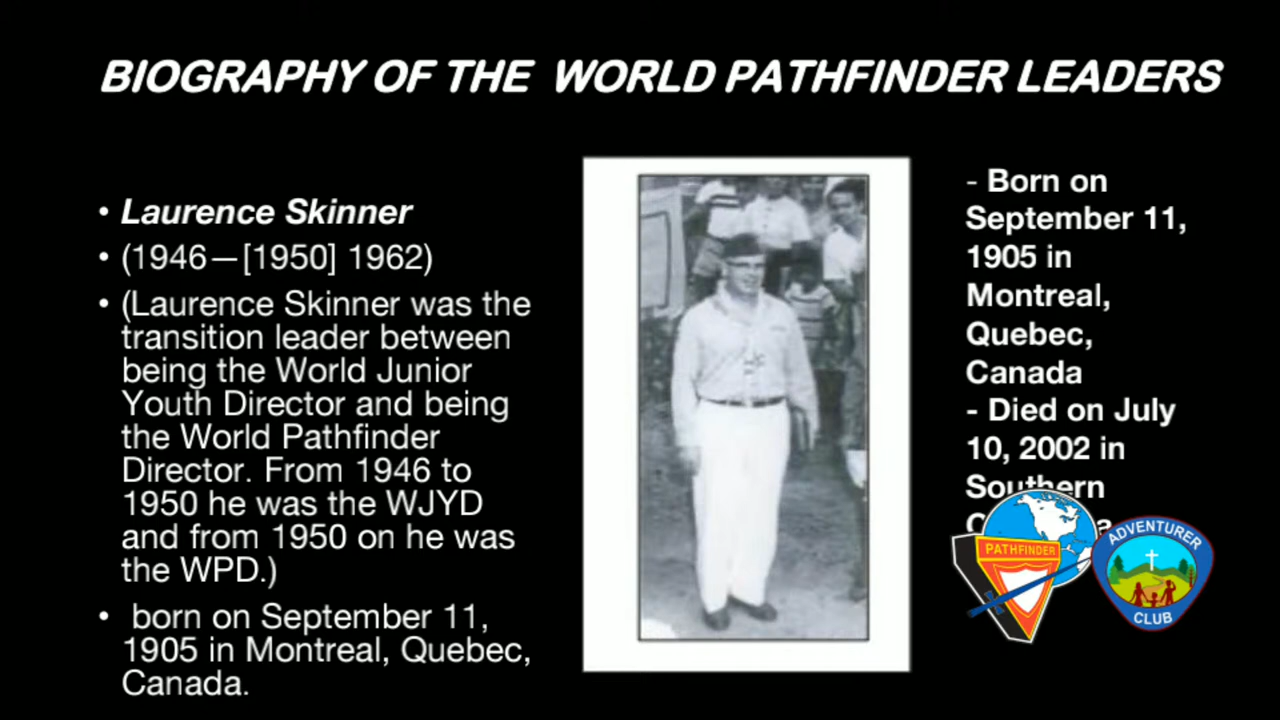 BIOGRAPHY OF THE WORLD PATHFINDER LEADERS
• Laurence Skinner
• (1946—[1950] 1962)
• (Laurence Skinner was the
transition leader between
being the World Junior
Youth Director and being
the World Pathfinder
Director. From 1946 to
1950 he was the WJYD
and from 1950 on he was
the WPD.)
• born on September 11,
1905 in Montreal, Quebec,
Canada.
- Born on
September 11,
1905 in
Montreal,
Quebec,
Canada
- Died on July
10, 2002 in
Southern
PATHFINDER
ADVENTURER
CLUB